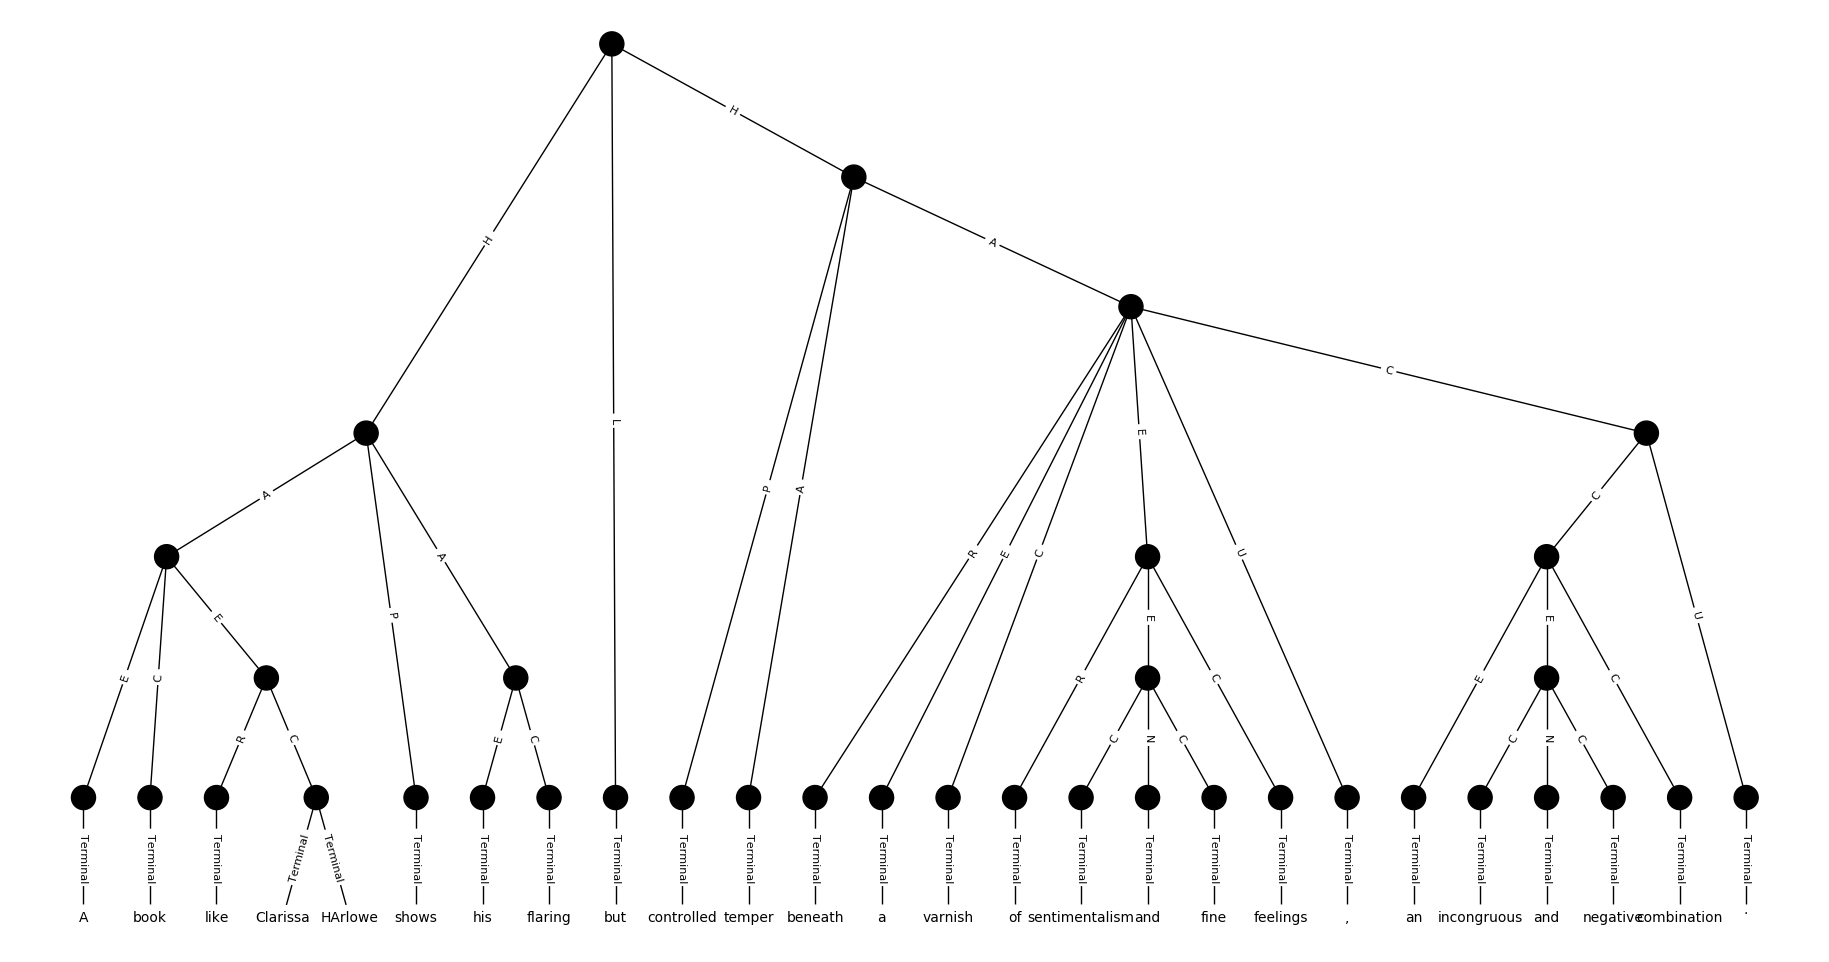 H
H
A
H
C
L
E
P
A
A
C
A
R
E
C
U
P
E
E
U
E
C
R
C
E
C
R
C
E
C
C
N
C
C
N
C
Terminal Terminal Terminal Terminal Terminal Terminal Terminal Terminal Terminal Terminal Terminal Terminal Terminal Terminal Terminal Terminal Terminal Terminal Terminal Terminal Terminal Terminal Terminal Terminal Terminal Terminal
A book like Clarissa HArlowe shows his flaring but controlled temper beneath a varnish of sentimentalism and fine feelings , an incongruous and negative combination .